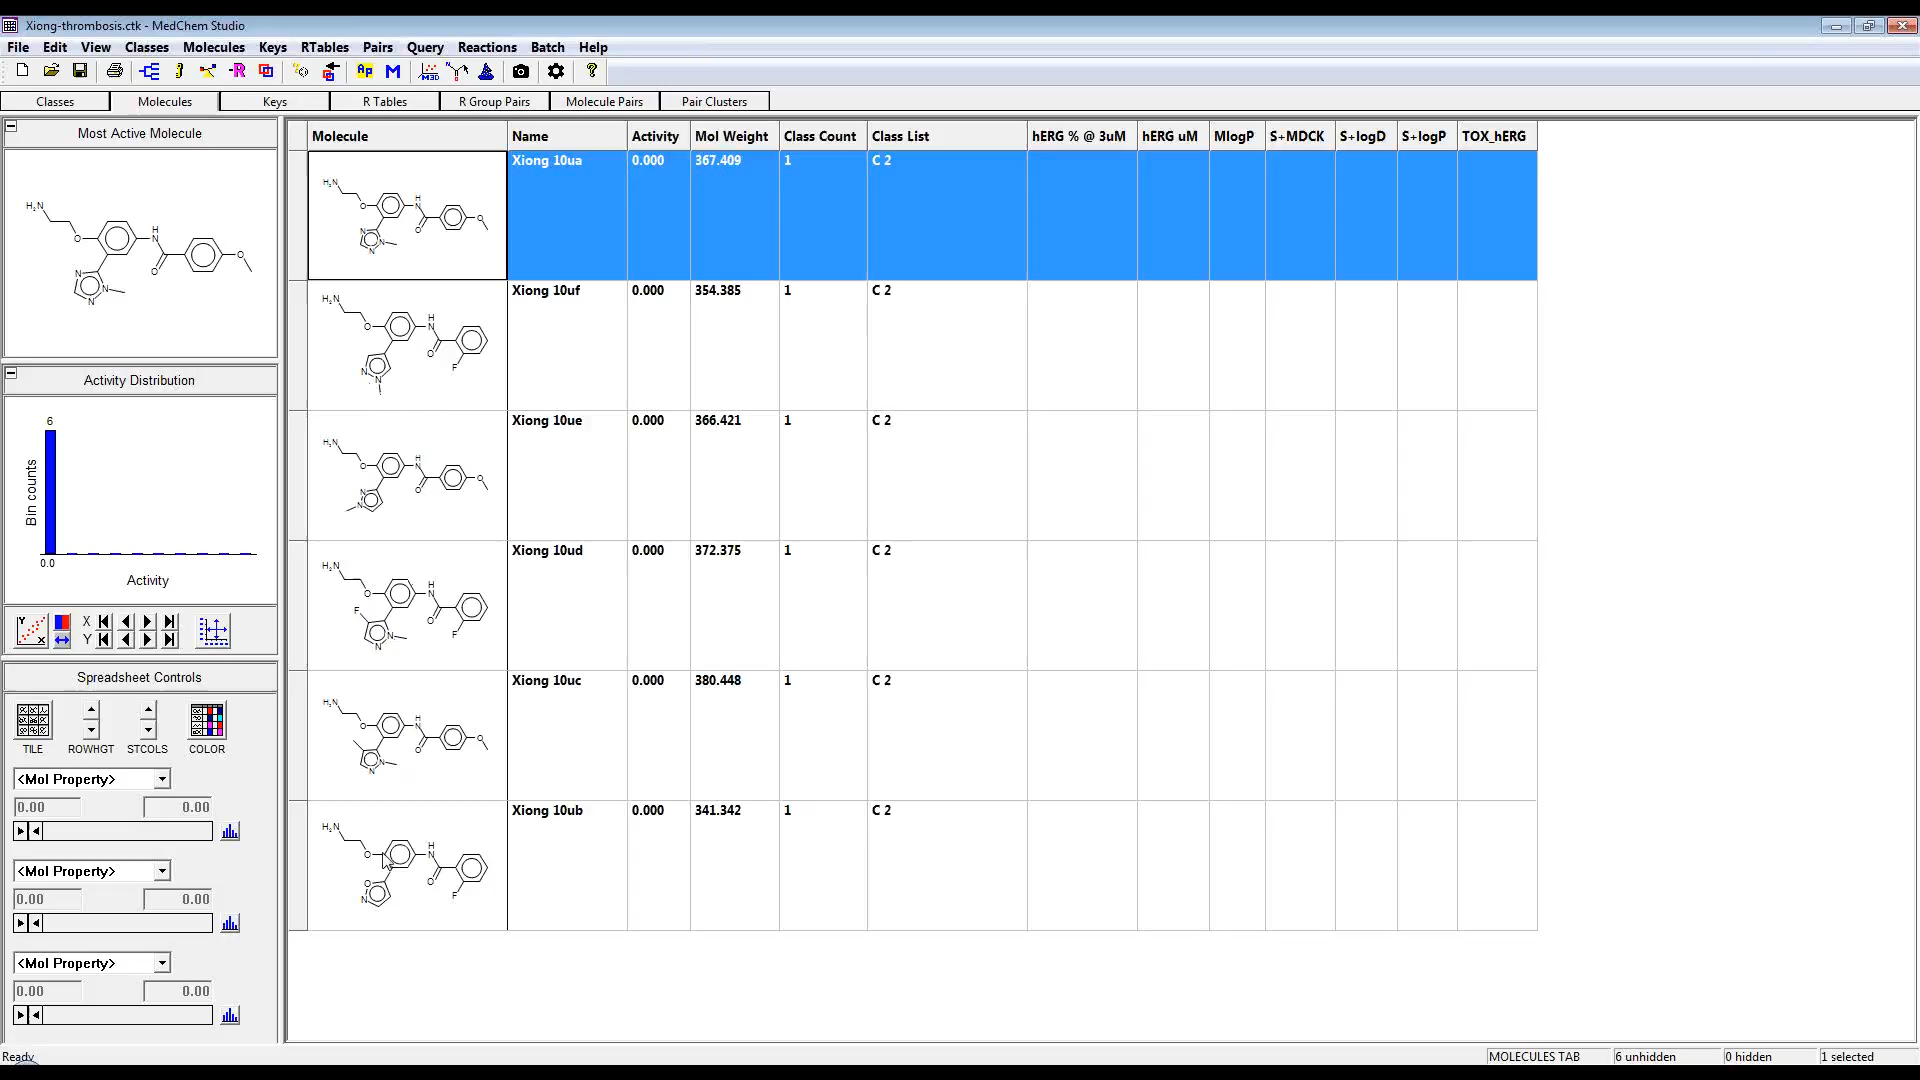 Xiong-thrombosis.ctk - MedChem Studio
File Edit View Classes Molecules Keys RTables Pairs Query Reactions Batch Help
Classes Molecules Keys R Tables R Group Pairs Molecule Pairs Pair Clusters
Most Active Molecule
Molecule Name Activity Mol Weight Class Count Class List hERG % @ 3uM hERG uM MlogP S+MDCK S+logD S+logP TOX_hERG
Xiong 10ua 0.000 367.409 1 C 2
Xiong 10uf 0.000 354.385 1 C 2
Xiong 10ue 0.000 366.421 1 C 2
Xiong 10ud 0.000 372.375 1 C 2
Xiong 10uc 0.000 380.448 1 C 2
Xiong 10ub 0.000 341.342 1 C 2
Activity Distribution
6
Bin counts
0.0
Activity
X
Y
Spreadsheet Controls
TILE ROWHGT STCOLS COLOR
<Mol Property>
0.00 0.00
<Mol Property>
0.00 0.00
<Mol Property>
0.00 0.00
Ready MOLECULES TAB 6 unhidden 0 hidden 1 selected